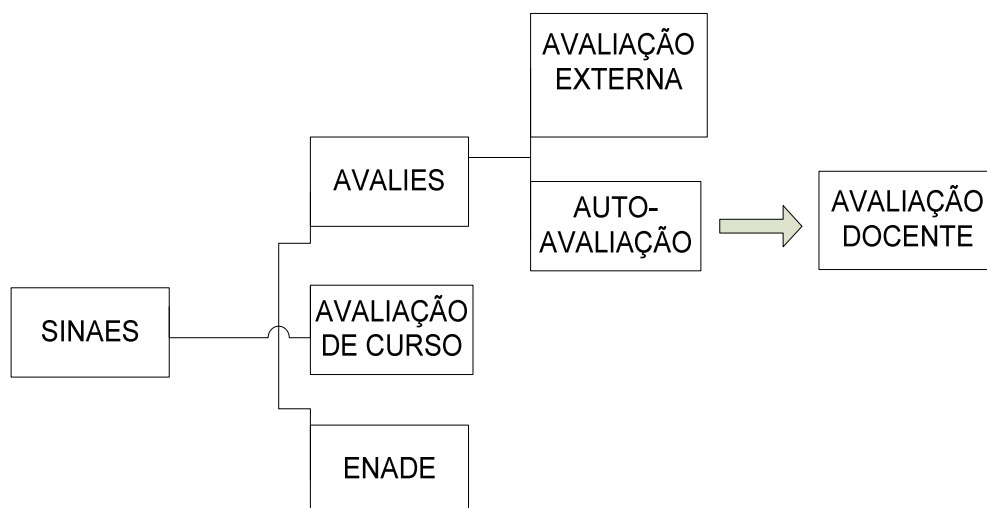 SINAES
AVALIES
AVALIAÇÃO
DE CURSO
ENADE
AVALIAÇÃO
EXTERNA
AUTO-
AVALIAÇÃO
AVALIAÇÃO
DOCENTE